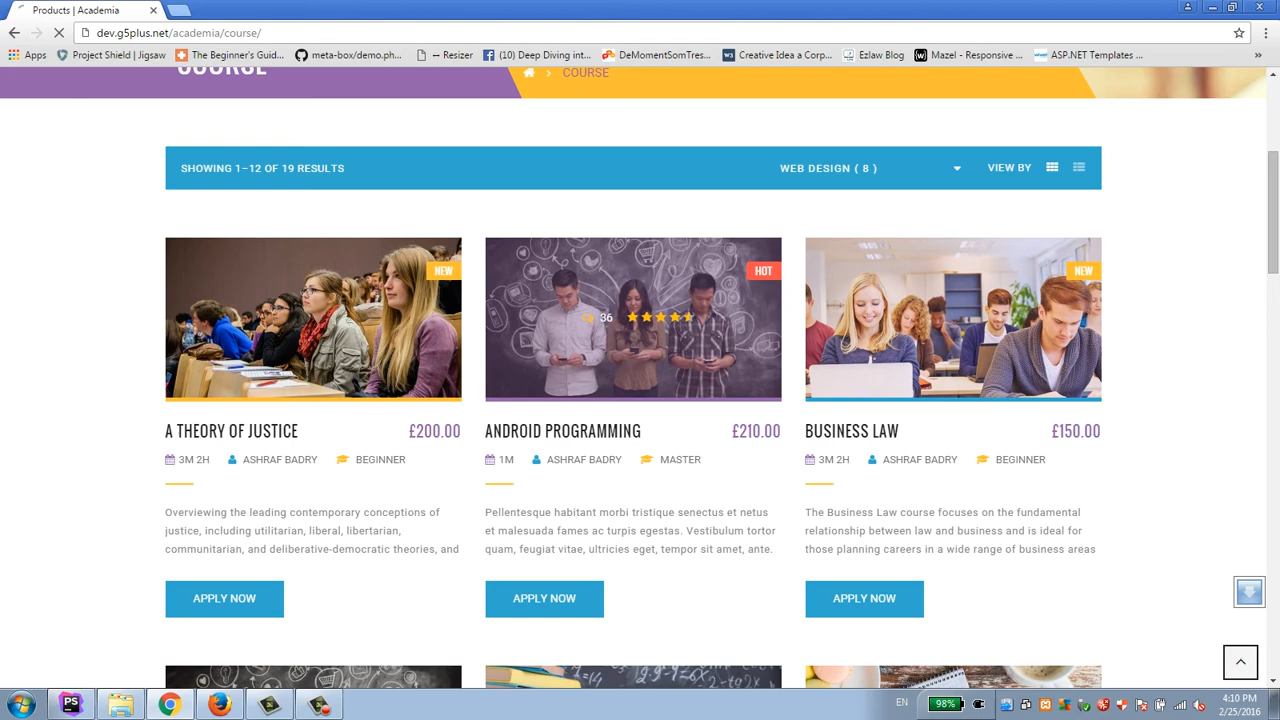 Products | Academia
dev.g5plus.net/academia/course/
Apps
Project Shield | Jigsaw
The Beginner's Guid...
meta-box/demo.ph...
↔ Resizer
(10) Deep Diving int...
DeMomentSomTres...
Creative Idea a Corp...
Ezlaw Blog
Mazel - Responsive ...
ASP.NET Templates ...
COURSE
COURSE
SHOWING 1–12 OF 19 RESULTS
WEB DESIGN ( 8 )
VIEW BY
NEW
HOT
36
NEW
A THEORY OF JUSTICE
£200.00
3M 2H
ASHRAF BADRY
BEGINNER
Overviewing the leading contemporary conceptions of
justice, including utilitarian, liberal, libertarian,
communitarian, and deliberative-democratic theories, and
APPLY NOW
ANDROID PROGRAMMING
£210.00
1M
ASHRAF BADRY
MASTER
Pellentesque habitant morbi tristique senectus et netus
et malesuada fames ac turpis egestas. Vestibulum tortor
quam, feugiat vitae, ultricies eget, tempor sit amet, ante.
APPLY NOW
BUSINESS LAW
£150.00
3M 2H
ASHRAF BADRY
BEGINNER
The Business Law course focuses on the fundamental
relationship between law and business and is ideal for
those planning careers in a wide range of business areas
APPLY NOW
PS
EN
98%
4:10 PM
2/25/2016